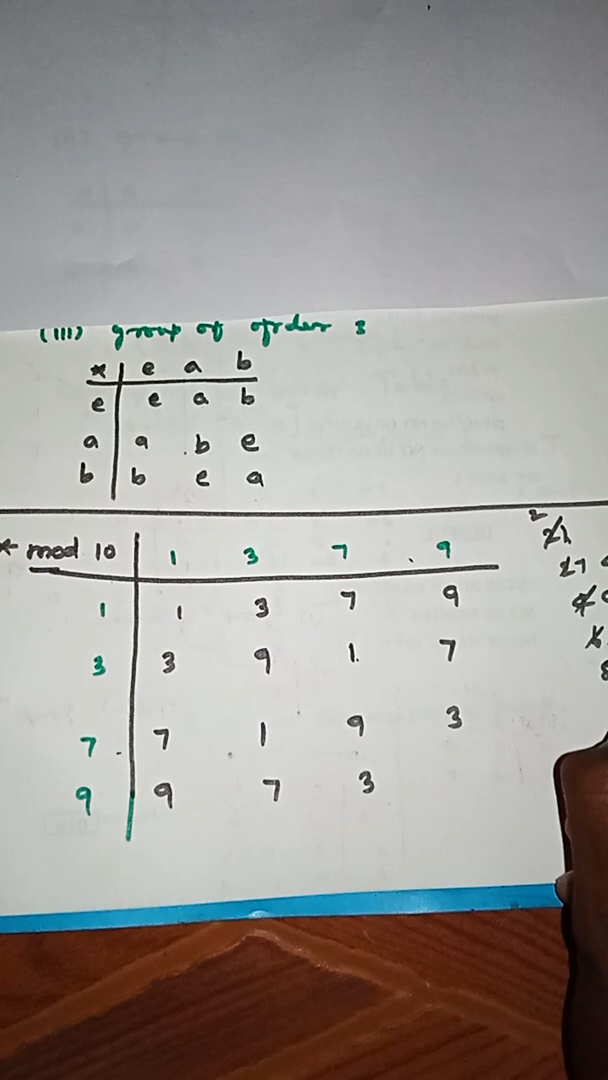 (III) group of ofrder 3
* e a b
e e a b
a a b e
b b e a
* mod 10 1 3 7 9
1 1 3 7 9
3 3 9 1 7
7 7 1 9 3
9 9 7 3